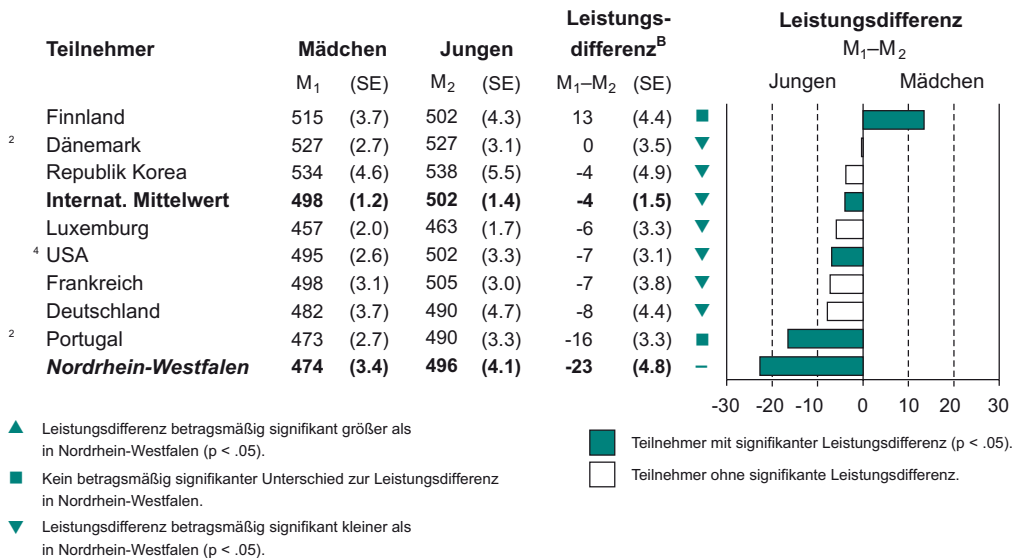 Leistungs- Leistungsdifferenz
Teilnehmer Mädchen Jungen differenzᴮ M₁–M₂
M₁ (SE) M₂ (SE) M₁–M₂ (SE) Jungen Mädchen
Finnland 515 (3.7) 502 (4.3) 13 (4.4) ■
² Dänemark 527 (2.7) 527 (3.1) 0 (3.5) ▼
Republik Korea 534 (4.6) 538 (5.5) -4 (4.9) ▼
Internat. Mittelwert 498 (1.2) 502 (1.4) -4 (1.5) ▼
Luxemburg 457 (2.0) 463 (1.7) -6 (3.3) ▼
⁴ USA 495 (2.6) 502 (3.3) -7 (3.1) ▼
Frankreich 498 (3.1) 505 (3.0) -7 (3.8) ▼
Deutschland 482 (3.7) 490 (4.7) -8 (4.4) ▼
² Portugal 473 (2.7) 490 (3.3) -16 (3.3) ■
Nordrhein-Westfalen 474 (3.4) 496 (4.1) -23 (4.8) –
-30 -20 -10 0 10 20 30
▲ Leistungsdifferenz betragsmäßig signifikant größer als
in Nordrhein-Westfalen (p < .05).
■ Kein betragsmäßig signifikanter Unterschied zur Leistungsdifferenz
in Nordrhein-Westfalen.
▼ Leistungsdifferenz betragsmäßig signifikant kleiner als
in Nordrhein-Westfalen (p < .05).
Teilnehmer mit signifikanter Leistungsdifferenz (p < .05).
Teilnehmer ohne signifikante Leistungsdifferenz.